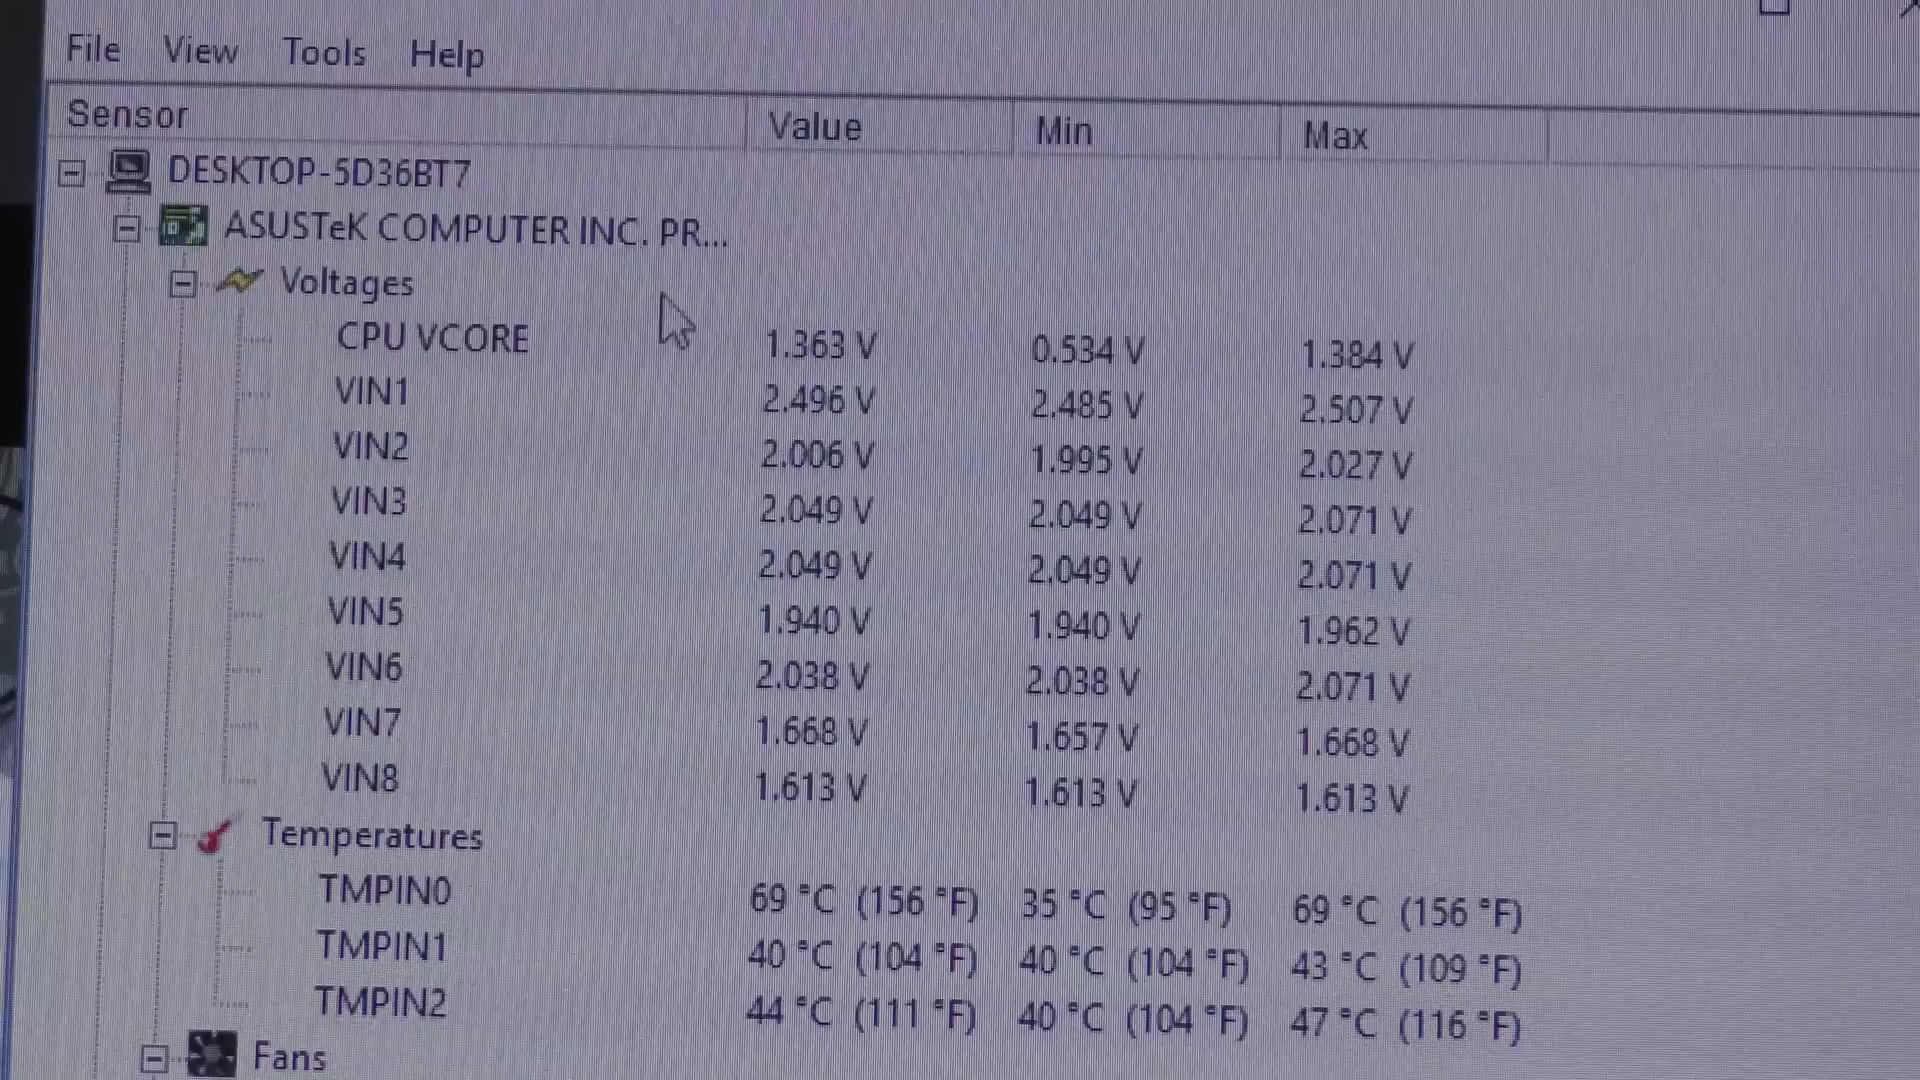 File View Tools Help
Sensor Value Min Max
DESKTOP-5D36BT7
ASUSTeK COMPUTER INC. PR...
Voltages
CPU VCORE 1.363 V 0.534 V 1.384 V
VIN1 2.496 V 2.485 V 2.507 V
VIN2 2.006 V 1.995 V 2.027 V
VIN3 2.049 V 2.049 V 2.071 V
VIN4 2.049 V 2.049 V 2.071 V
VIN5 1.940 V 1.940 V 1.962 V
VIN6 2.038 V 2.038 V 2.071 V
VIN7 1.668 V 1.657 V 1.668 V
VIN8 1.613 V 1.613 V 1.613 V
Temperatures
TMPIN0 69 °C (156 °F) 35 °C (95 °F) 69 °C (156 °F)
TMPIN1 40 °C (104 °F) 40 °C (104 °F) 43 °C (109 °F)
TMPIN2 44 °C (111 °F) 40 °C (104 °F) 47 °C (116 °F)
Fans